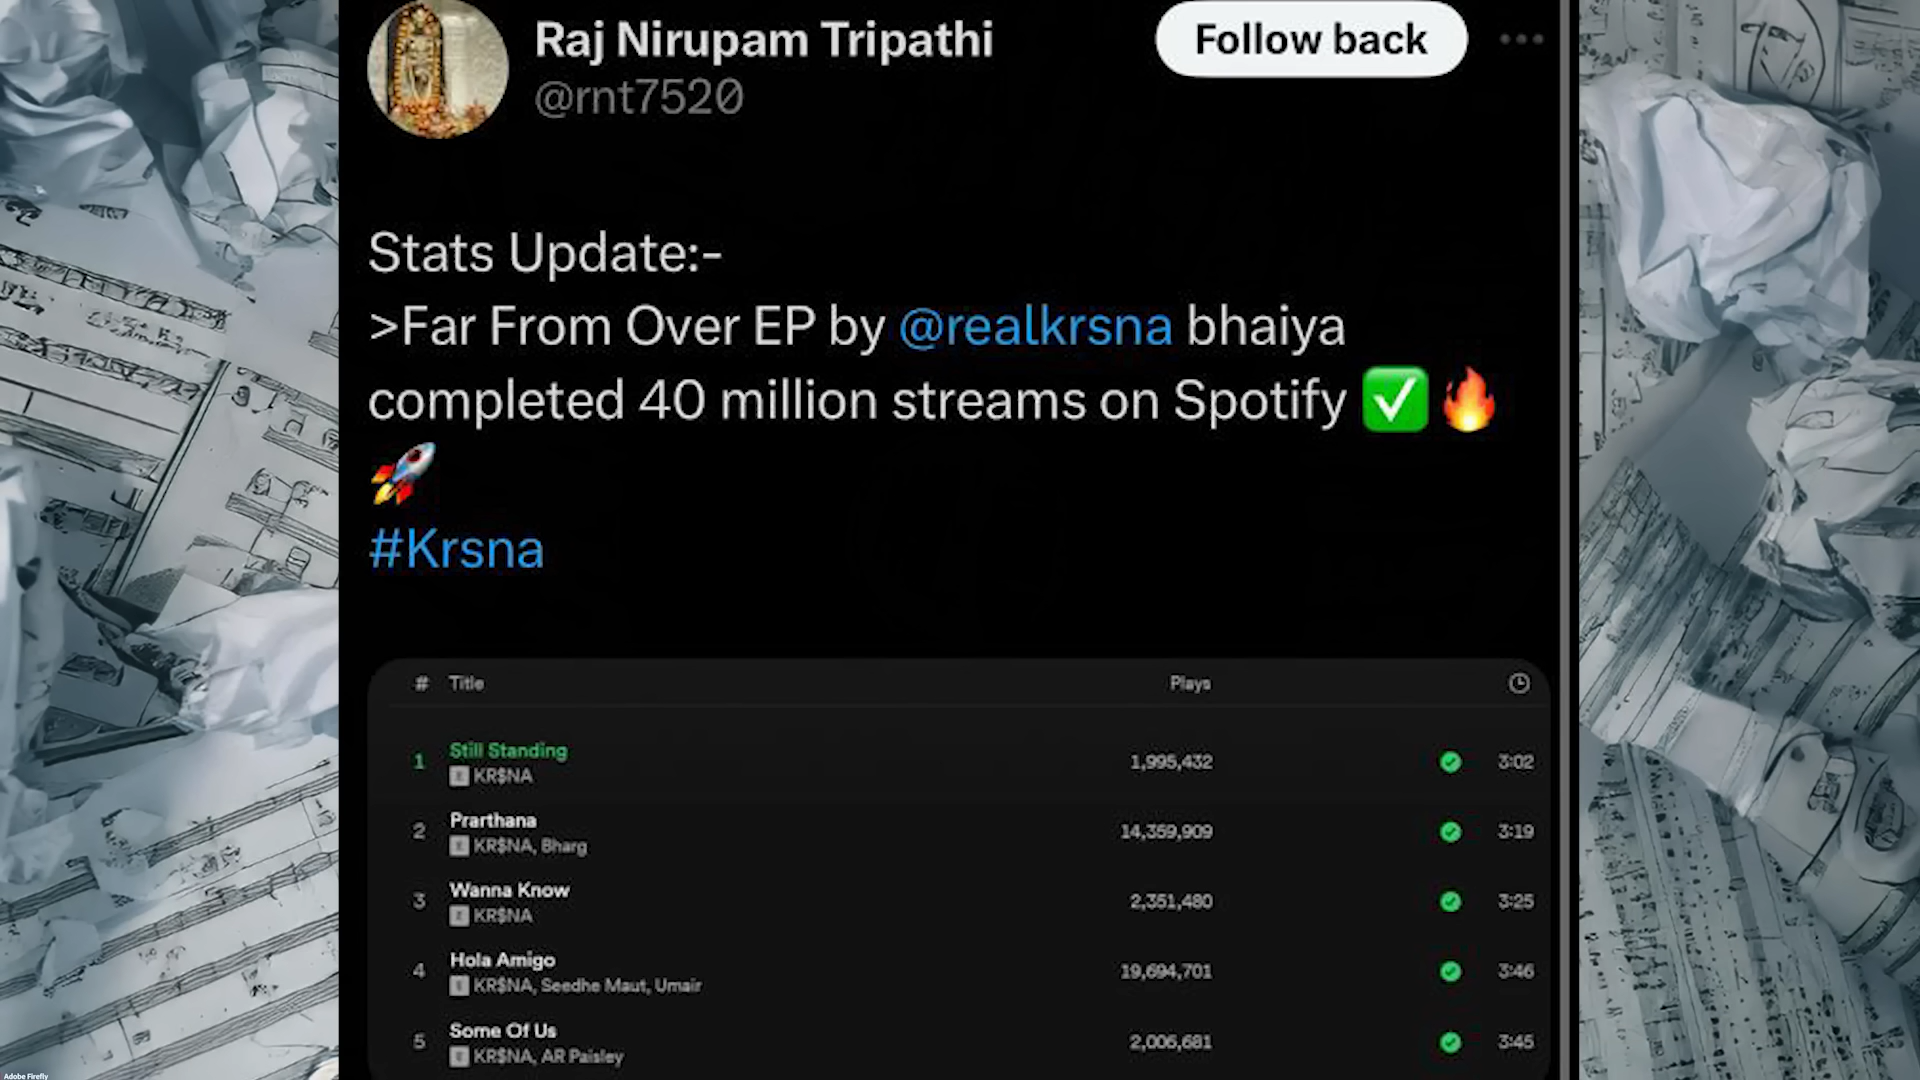 Raj Nirupam Tripathi
@rnt7520
Follow back
Stats Update:-
>Far From Over EP by @realkrsna bhaiya
completed 40 million streams on Spotify ✅🔥
🚀
#Krsna
# Title Plays
1 Still Standing 1,995,432 3:02
E KR$NA
2 Prarthana 14,359,909 3:19
E KR$NA, Bharg
3 Wanna Know 2,351,480 3:25
E KR$NA
4 Hola Amigo 19,694,701 3:46
E KR$NA, Seedhe Maut, Umair
5 Some Of Us 2,006,681 3:45
E KR$NA, AR Paisley
Adobe Firefly